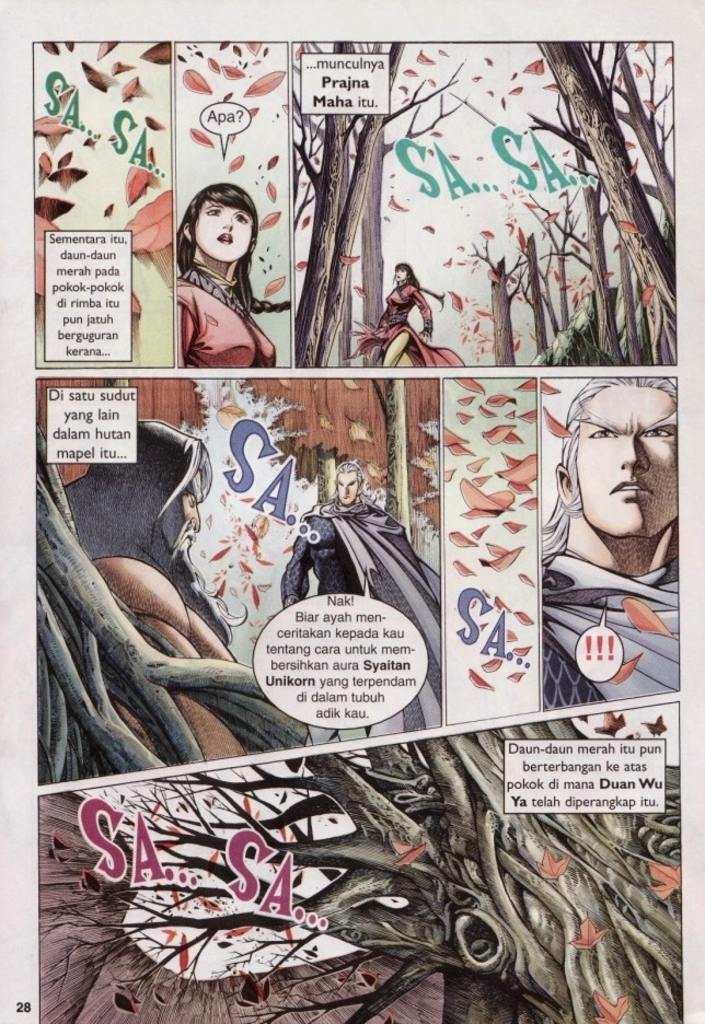 SA... SA...
Sementara itu,
daun-daun
merah pada
pokok-pokok
di rimba itu
pun jatuh
berguguran
kerana...
Apa?
...munculnya
Prajna
Maha itu.
SA... SA...
Di satu sudut
yang lain
dalam hutan
mapel itu...
SA...
Nak!
Biar ayah men-
ceritakan kepada kau
tentang cara untuk mem-
bersihkan aura Syaitan
Unikorn yang terpendam
di dalam tubuh
adik kau.
SA...
!!!
Daun-daun merah itu pun
berterbangan ke atas
pokok di mana Duan Wu
Ya telah diperangkap itu.
SA... SA...
28